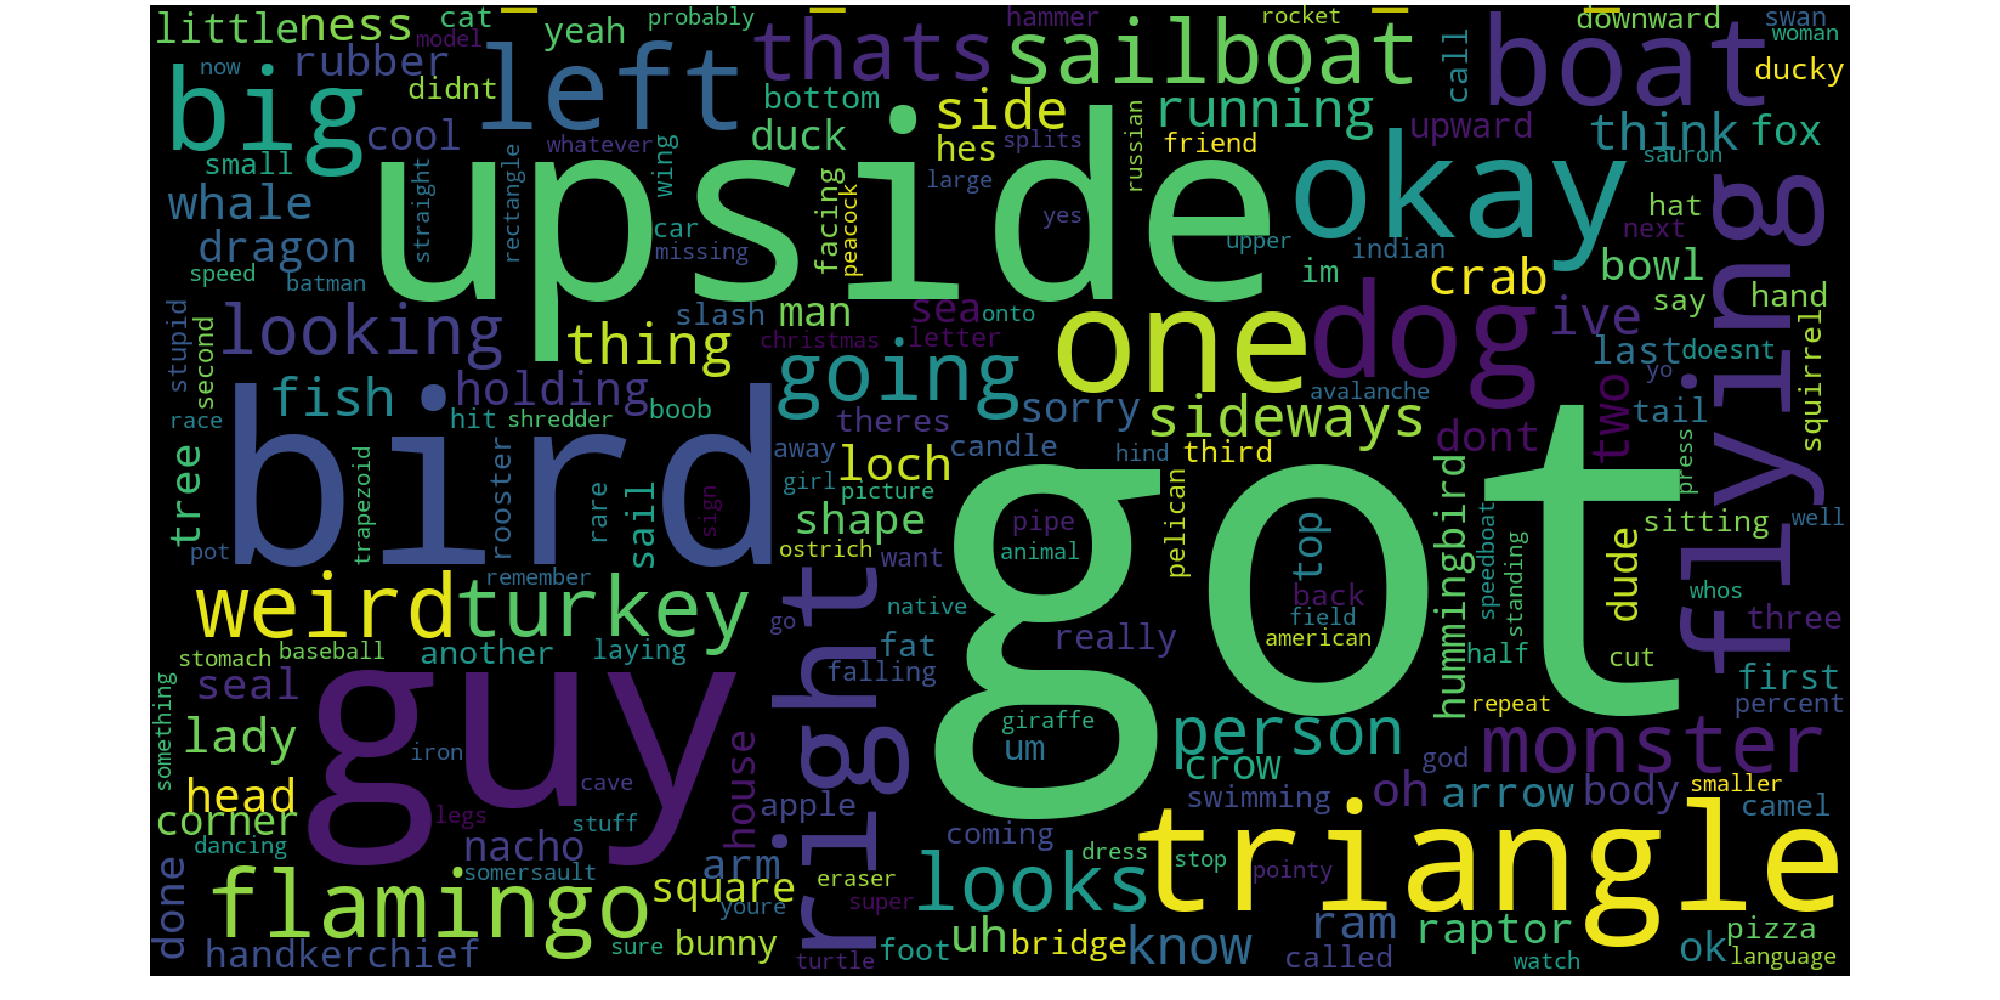 little
ness
cat
model
yeah
probably
thats
hammer
sailboat
rocket
boat
downward
swan
woman
ducky
now
rubber
didnt
left
big
cool
small
whatever
wing
bottom
duck
side
hes
running
call
upward
think
fox
sauron
splits
russian
friend
large
yes
upside
okay
whale
dragon
speed
batman
straight
rectangle
car
missing
facing
peacock
upper
indian
im
crab
bowl
hat
next
say
hand
flying
stupid
second
looking
thing
slash
man
christmas
sea
onto
letter
going
one
dog
ive
last
doesnt
yo
squirrel
race
fish
holding
hit
shredder
boob
theres
sorry
avalanche
sideways
dont
two
tail
press
tree
trapezoid
bird
rooster
rare
sail
sign
away
girl
picture
loch
candle
hind
third
shape
ostrich
want
pipe
animal
pelican
top
got
hummingbird
speedboat
standing
dude
sitting
well
whos
pot
remember
weird
turkey
go
right
native
back
field
american
really
three
stomach
baseball
another
laying
fat
falling
half
cut
first
percent
repeat
something
seal
lady
guy
iron
cave
house
giraffe
um
person
crow
god
monster
smaller
camel
head
corner
legs
stuff
apple
swimming
oh
arrow
body
dancing
nacho
coming
dress
stop
pointy
triangle
done
flamingo
somersault
arm
square
youre
eraser
super
looks
ram
raptor
pizza
handkerchief
sure
bunny
turtle
foot
uh
bridge
know
called
watch
ok
language